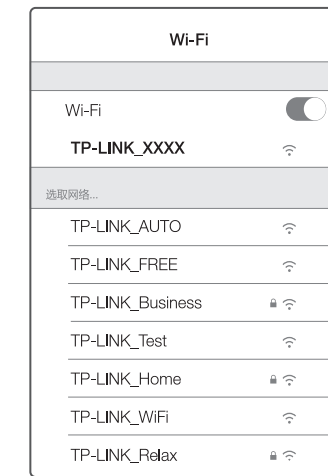 Wi-Fi
Wi-Fi
TP-LINK_XXXX
选取网络...
TP-LINK_AUTO
TP-LINK_FREE
TP-LINK_Business
TP-LINK_Test
TP-LINK_Home
TP-LINK_WiFi
TP-LINK_Relax